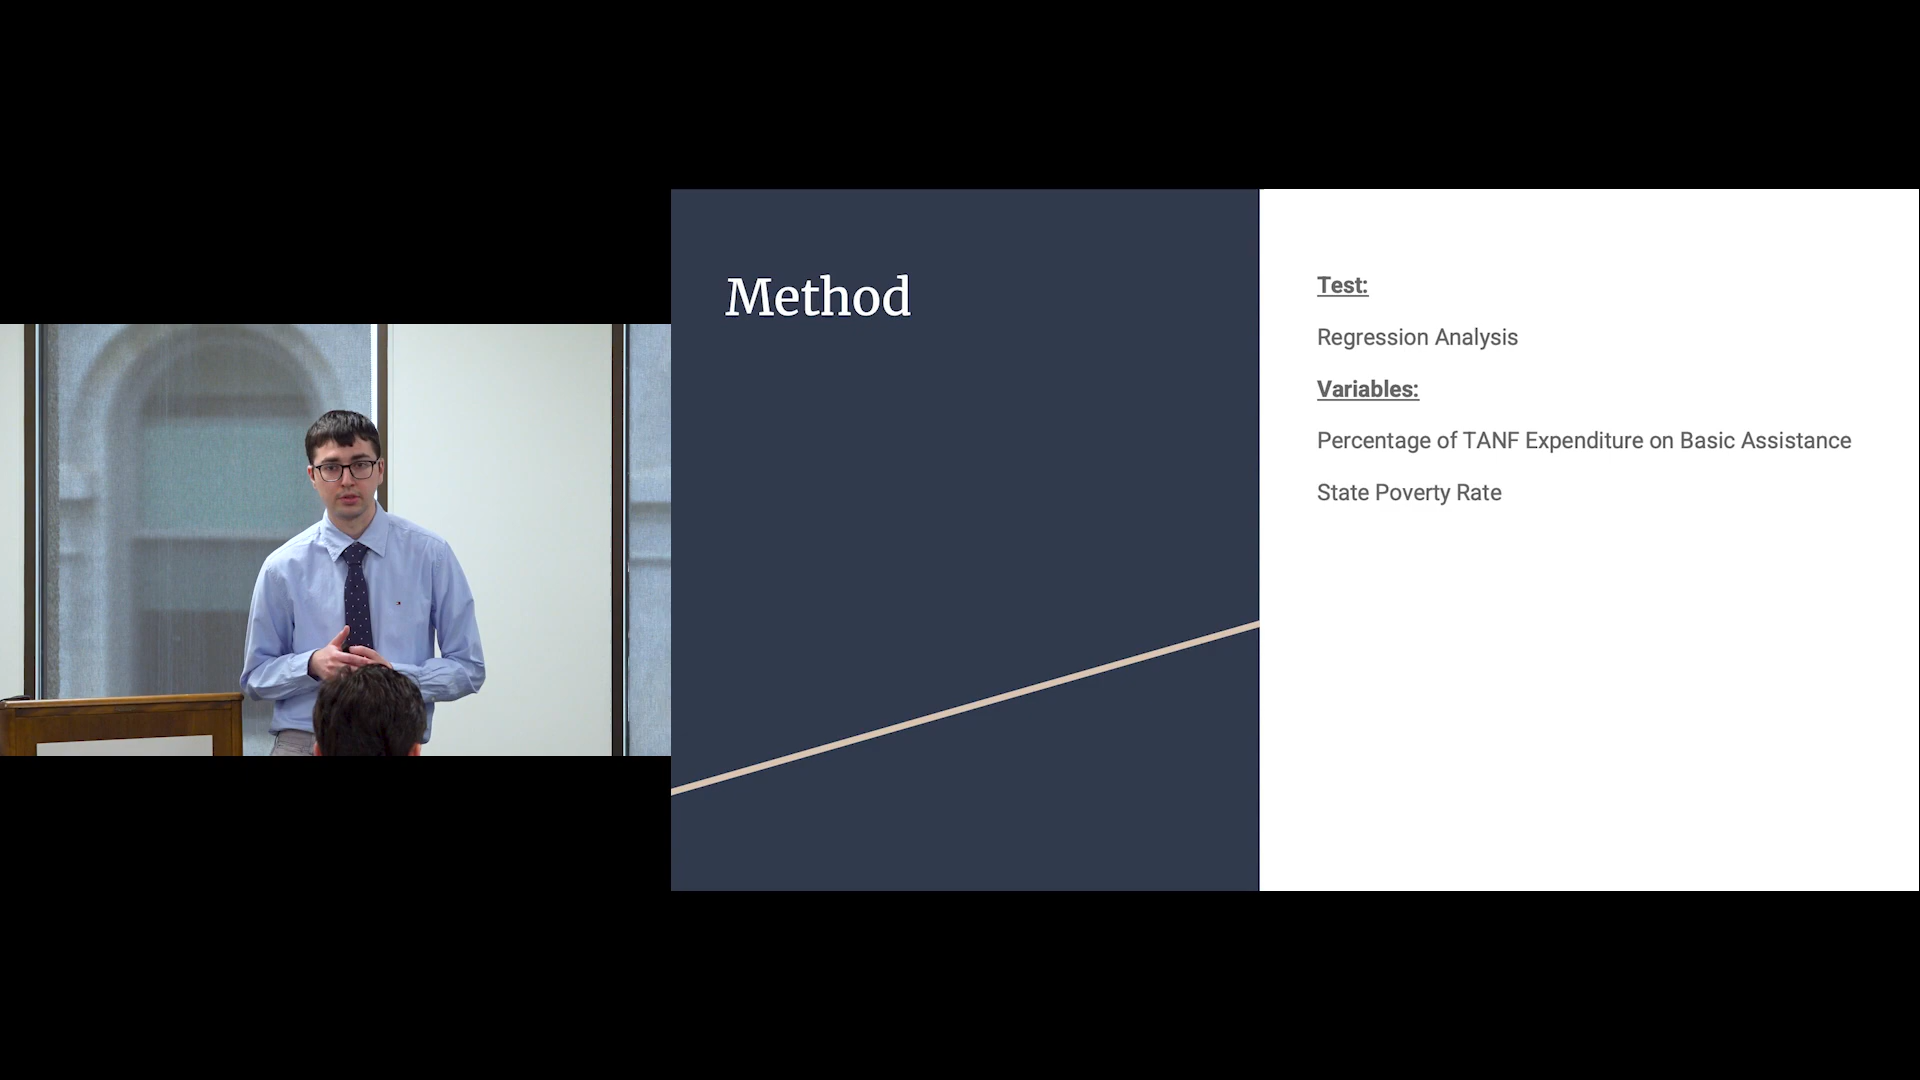 Method
Test:
Regression Analysis
Variables:
Percentage of TANF Expenditure on Basic Assistance
State Poverty Rate